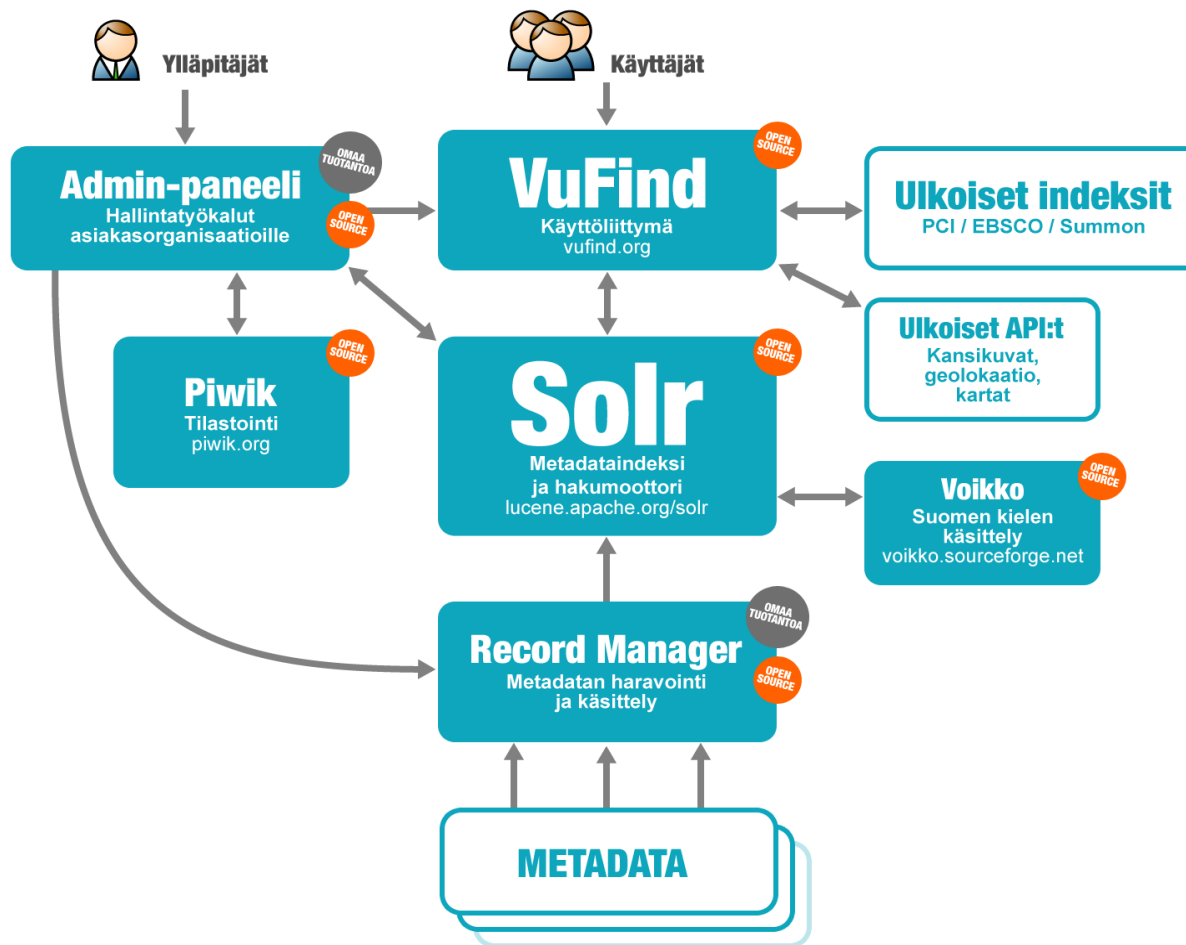 Ylläpitäjät
Käyttäjät
OMAA
TUOTANTOA
OPEN
SOURCE
Admin-paneeli
Hallintatyökalut
asiakasorganisaatioille
OPEN
SOURCE
VuFind
Käyttöliittymä
vufind.org
Ulkoiset indeksit
PCI / EBSCO / Summon
Ulkoiset API:t
Kansikuvat,
geolokaatio,
kartat
OPEN
SOURCE
Piwik
Tilastointi
piwik.org
OPEN
SOURCE
Solr
Metadataindeksi
ja hakumoottori
lucene.apache.org/solr
OPEN
SOURCE
Voikko
Suomen kielen
käsittely
voikko.sourceforge.net
OMAA
TUOTANTOA
Record Manager
Metadatan haravointi
ja käsittely
OPEN
SOURCE
METADATA